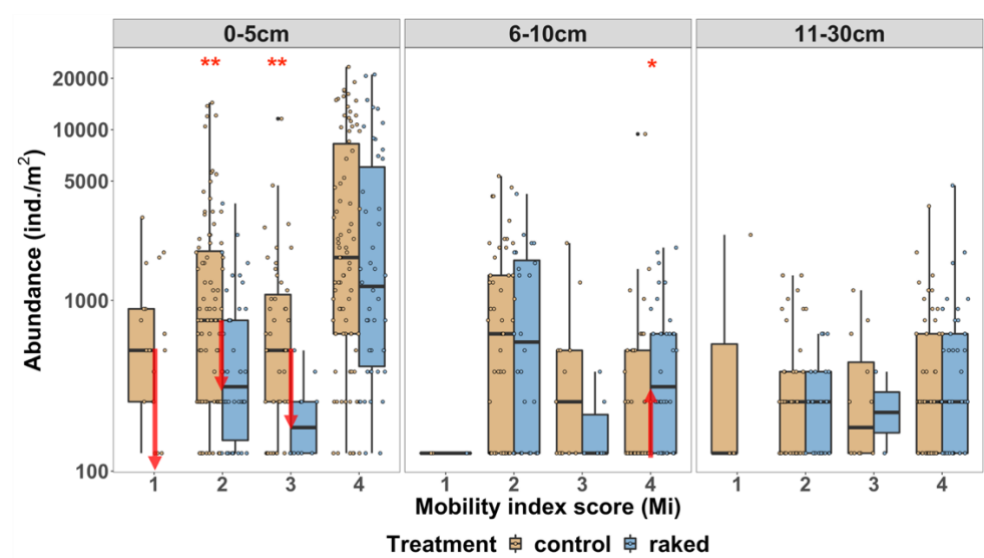 0-5cm 6-10cm 11-30cm
** ** *
20000
10000
5000
1000
100
Abundance (ind./m²)
1 2 3 4 1 2 3 4 1 2 3 4
Mobility index score (Mi)
Treatment control raked